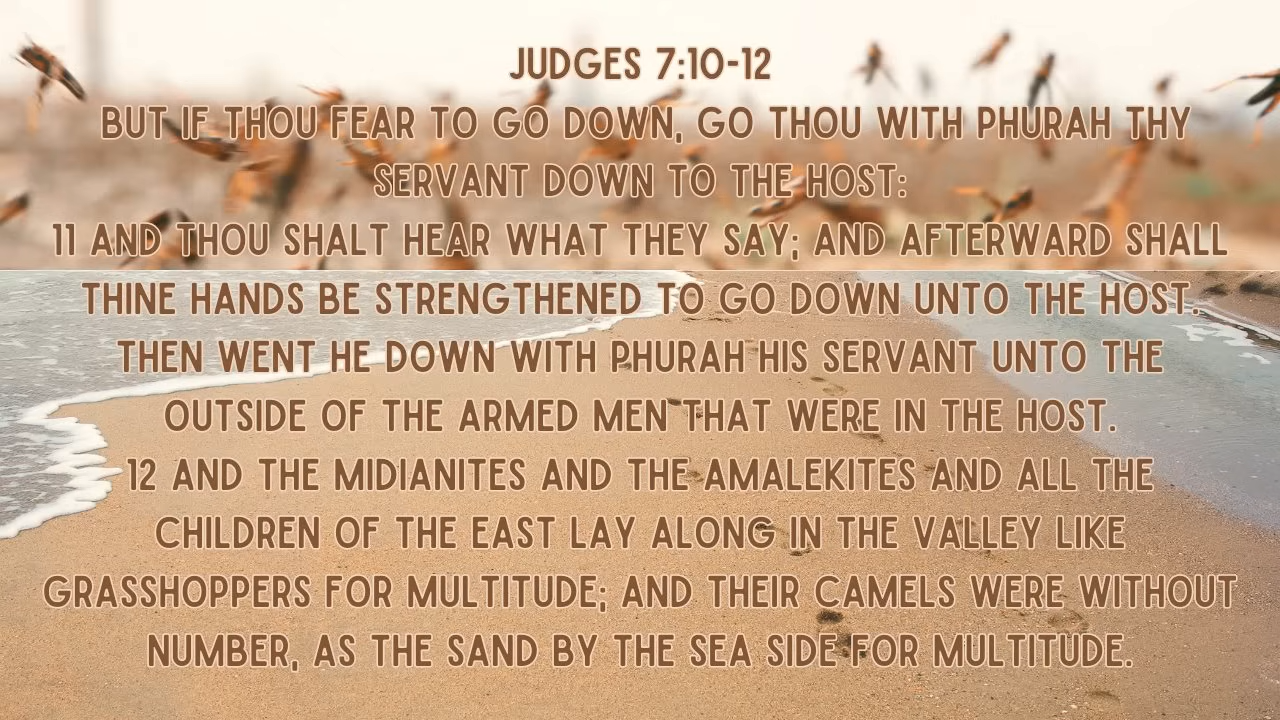 JUDGES 7:10-12
BUT IF THOU FEAR TO GO DOWN, GO THOU WITH PHURAH THY
SERVANT DOWN TO THE HOST:
11 AND THOU SHALT HEAR WHAT THEY SAY; AND AFTERWARD SHALL
THINE HANDS BE STRENGTHENED TO GO DOWN UNTO THE HOST.
THEN WENT HE DOWN WITH PHURAH HIS SERVANT UNTO THE
OUTSIDE OF THE ARMED MEN THAT WERE IN THE HOST.
12 AND THE MIDIANITES AND THE AMALEKITES AND ALL THE
CHILDREN OF THE EAST LAY ALONG IN THE VALLEY LIKE
GRASSHOPPERS FOR MULTITUDE; AND THEIR CAMELS WERE WITHOUT
NUMBER, AS THE SAND BY THE SEA SIDE FOR MULTITUDE.